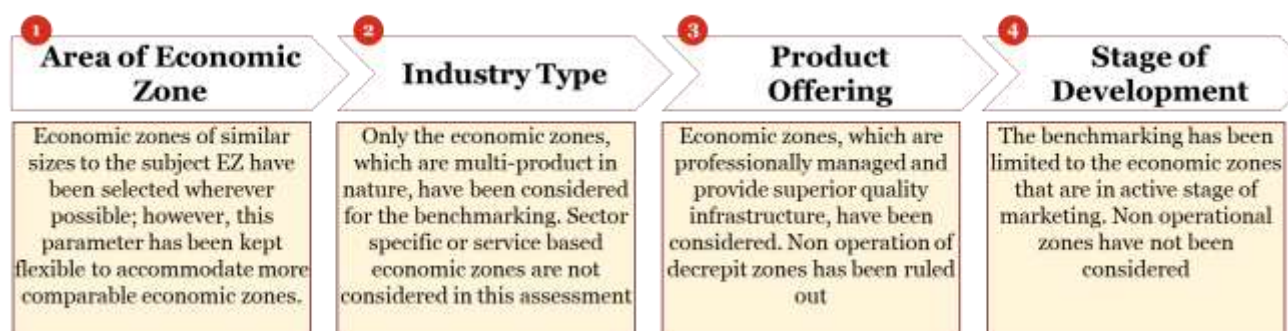 1
Area of Economic
Zone
Economic zones of similar
sizes to the subject EZ have
been selected wherever
possible; however, this
parameter has been kept
flexible to accommodate more
comparable economic zones.
2
Industry Type
Only the economic zones,
which are multi-product in
nature, have been considered
for the benchmarking. Sector
specific or service based
economic zones are not
considered in this assessment
3
Product
Offering
Economic zones, which are
professionally managed and
provide superior quality
infrastructure, have been
considered. Non operation of
decrepit zones has been ruled
out
4
Stage of
Development
The benchmarking has been
limited to the economic zones
that are in active stage of
marketing. Non operational
zones have not been
considered